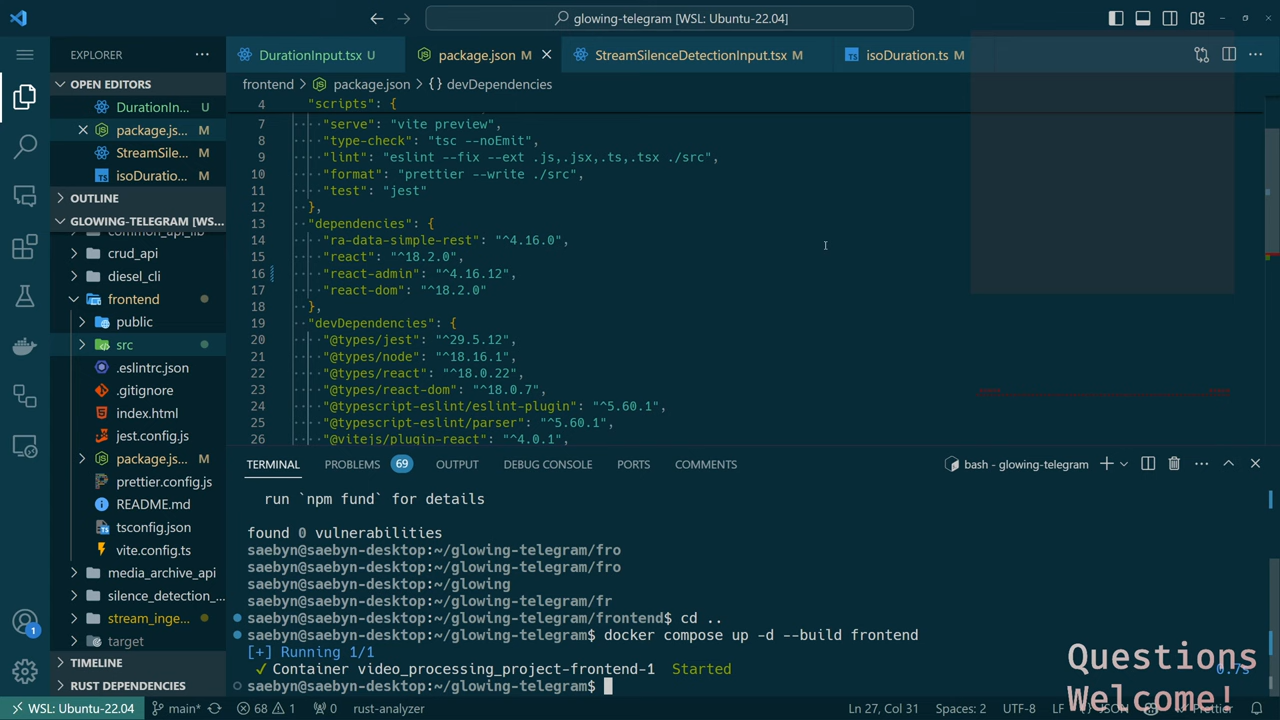 glowing-telegram [WSL: Ubuntu-22.04]
EXPLORER
DurationInput.tsx U
package.json M
StreamSilenceDetectionInput.tsx M
isoDuration.ts M
OPEN EDITORS
frontend > package.json > {} devDependencies
DurationIn... U
package.js... M
StreamSile... M
isoDuratio... M
OUTLINE
GLOWING-TELEGRAM [WS...
common_api_lib
crud_api
diesel_cli
frontend
public
src
.eslintrc.json
.gitignore
index.html
jest.config.js
package.js... M
prettier.config.js
README.md
tsconfig.json
vite.config.ts
media_archive_api
silence_detection_...
stream_inge...
target
TIMELINE
RUST DEPENDENCIES
4 "scripts": {
7 "serve": "vite preview",
8 "type-check": "tsc --noEmit",
9 "lint": "eslint --fix --ext .js,.jsx,.ts,.tsx ./src",
10 "format": "prettier --write ./src",
11 "test": "jest"
12 },
13 "dependencies": {
14 "ra-data-simple-rest": "^4.16.0",
15 "react": "^18.2.0",
16 "react-admin": "^4.16.12",
17 "react-dom": "^18.2.0"
18 },
19 "devDependencies": {
20 "@types/jest": "^29.5.12",
21 "@types/node": "^18.16.1",
22 "@types/react": "^18.0.22",
23 "@types/react-dom": "^18.0.7",
24 "@typescript-eslint/eslint-plugin": "^5.60.1",
25 "@typescript-eslint/parser": "^5.60.1",
26 "@vitejs/plugin-react": "^4.0.1",
TERMINAL PROBLEMS 69 OUTPUT DEBUG CONSOLE PORTS COMMENTS
bash - glowing-telegram
run `npm fund` for details
found 0 vulnerabilities
saebyn@saebyn-desktop:~/glowing-telegram/fro
saebyn@saebyn-desktop:~/glowing-telegram/fro
saebyn@saebyn-desktop:~/glowing
saebyn@saebyn-desktop:~/glowing-telegram/fr
saebyn@saebyn-desktop:~/glowing-telegram/frontend$ cd ..
saebyn@saebyn-desktop:~/glowing-telegram$ docker compose up -d --build frontend
[+] Running 1/1
✓ Container video_processing_project-frontend-1 Started 0.7s
saebyn@saebyn-desktop:~/glowing-telegram$
Questions
Welcome!
1
WSL: Ubuntu-22.04
main*
68 1
0
rust-analyzer
Ln 27, Col 31
Spaces: 2
UTF-8
LF
JSON
Prettier